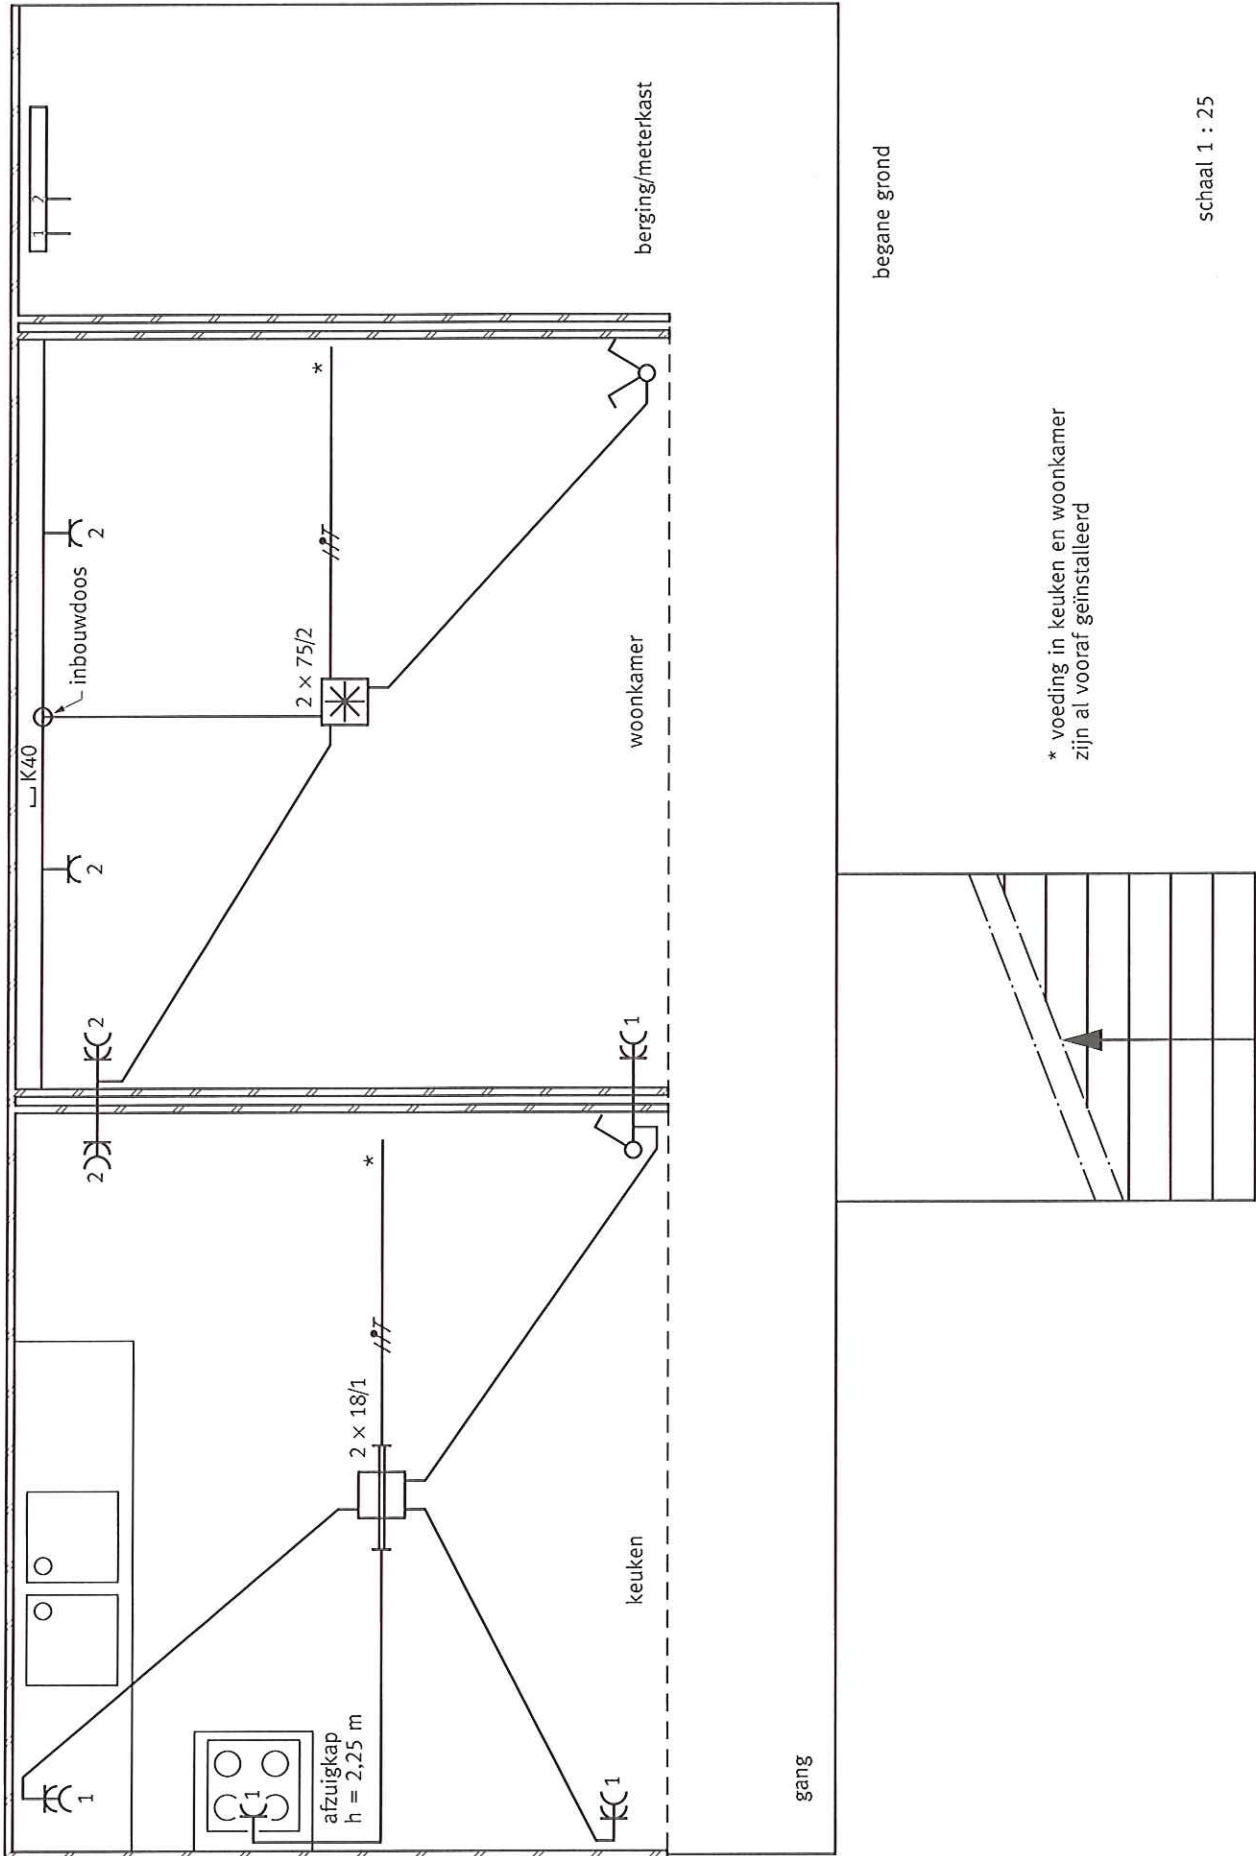 1
2
berging/meterkast
begane grond
schaal 1 : 25
*
2
inbouwdoos
K40
2
2 × 75/2
woonkamer
* voeding in keuken en woonkamer
zijn al vooraf geïnstalleerd
2
2
1
*
2 × 18/1
keuken
1
1
afzuigkap
h = 2,25 m
1
gang